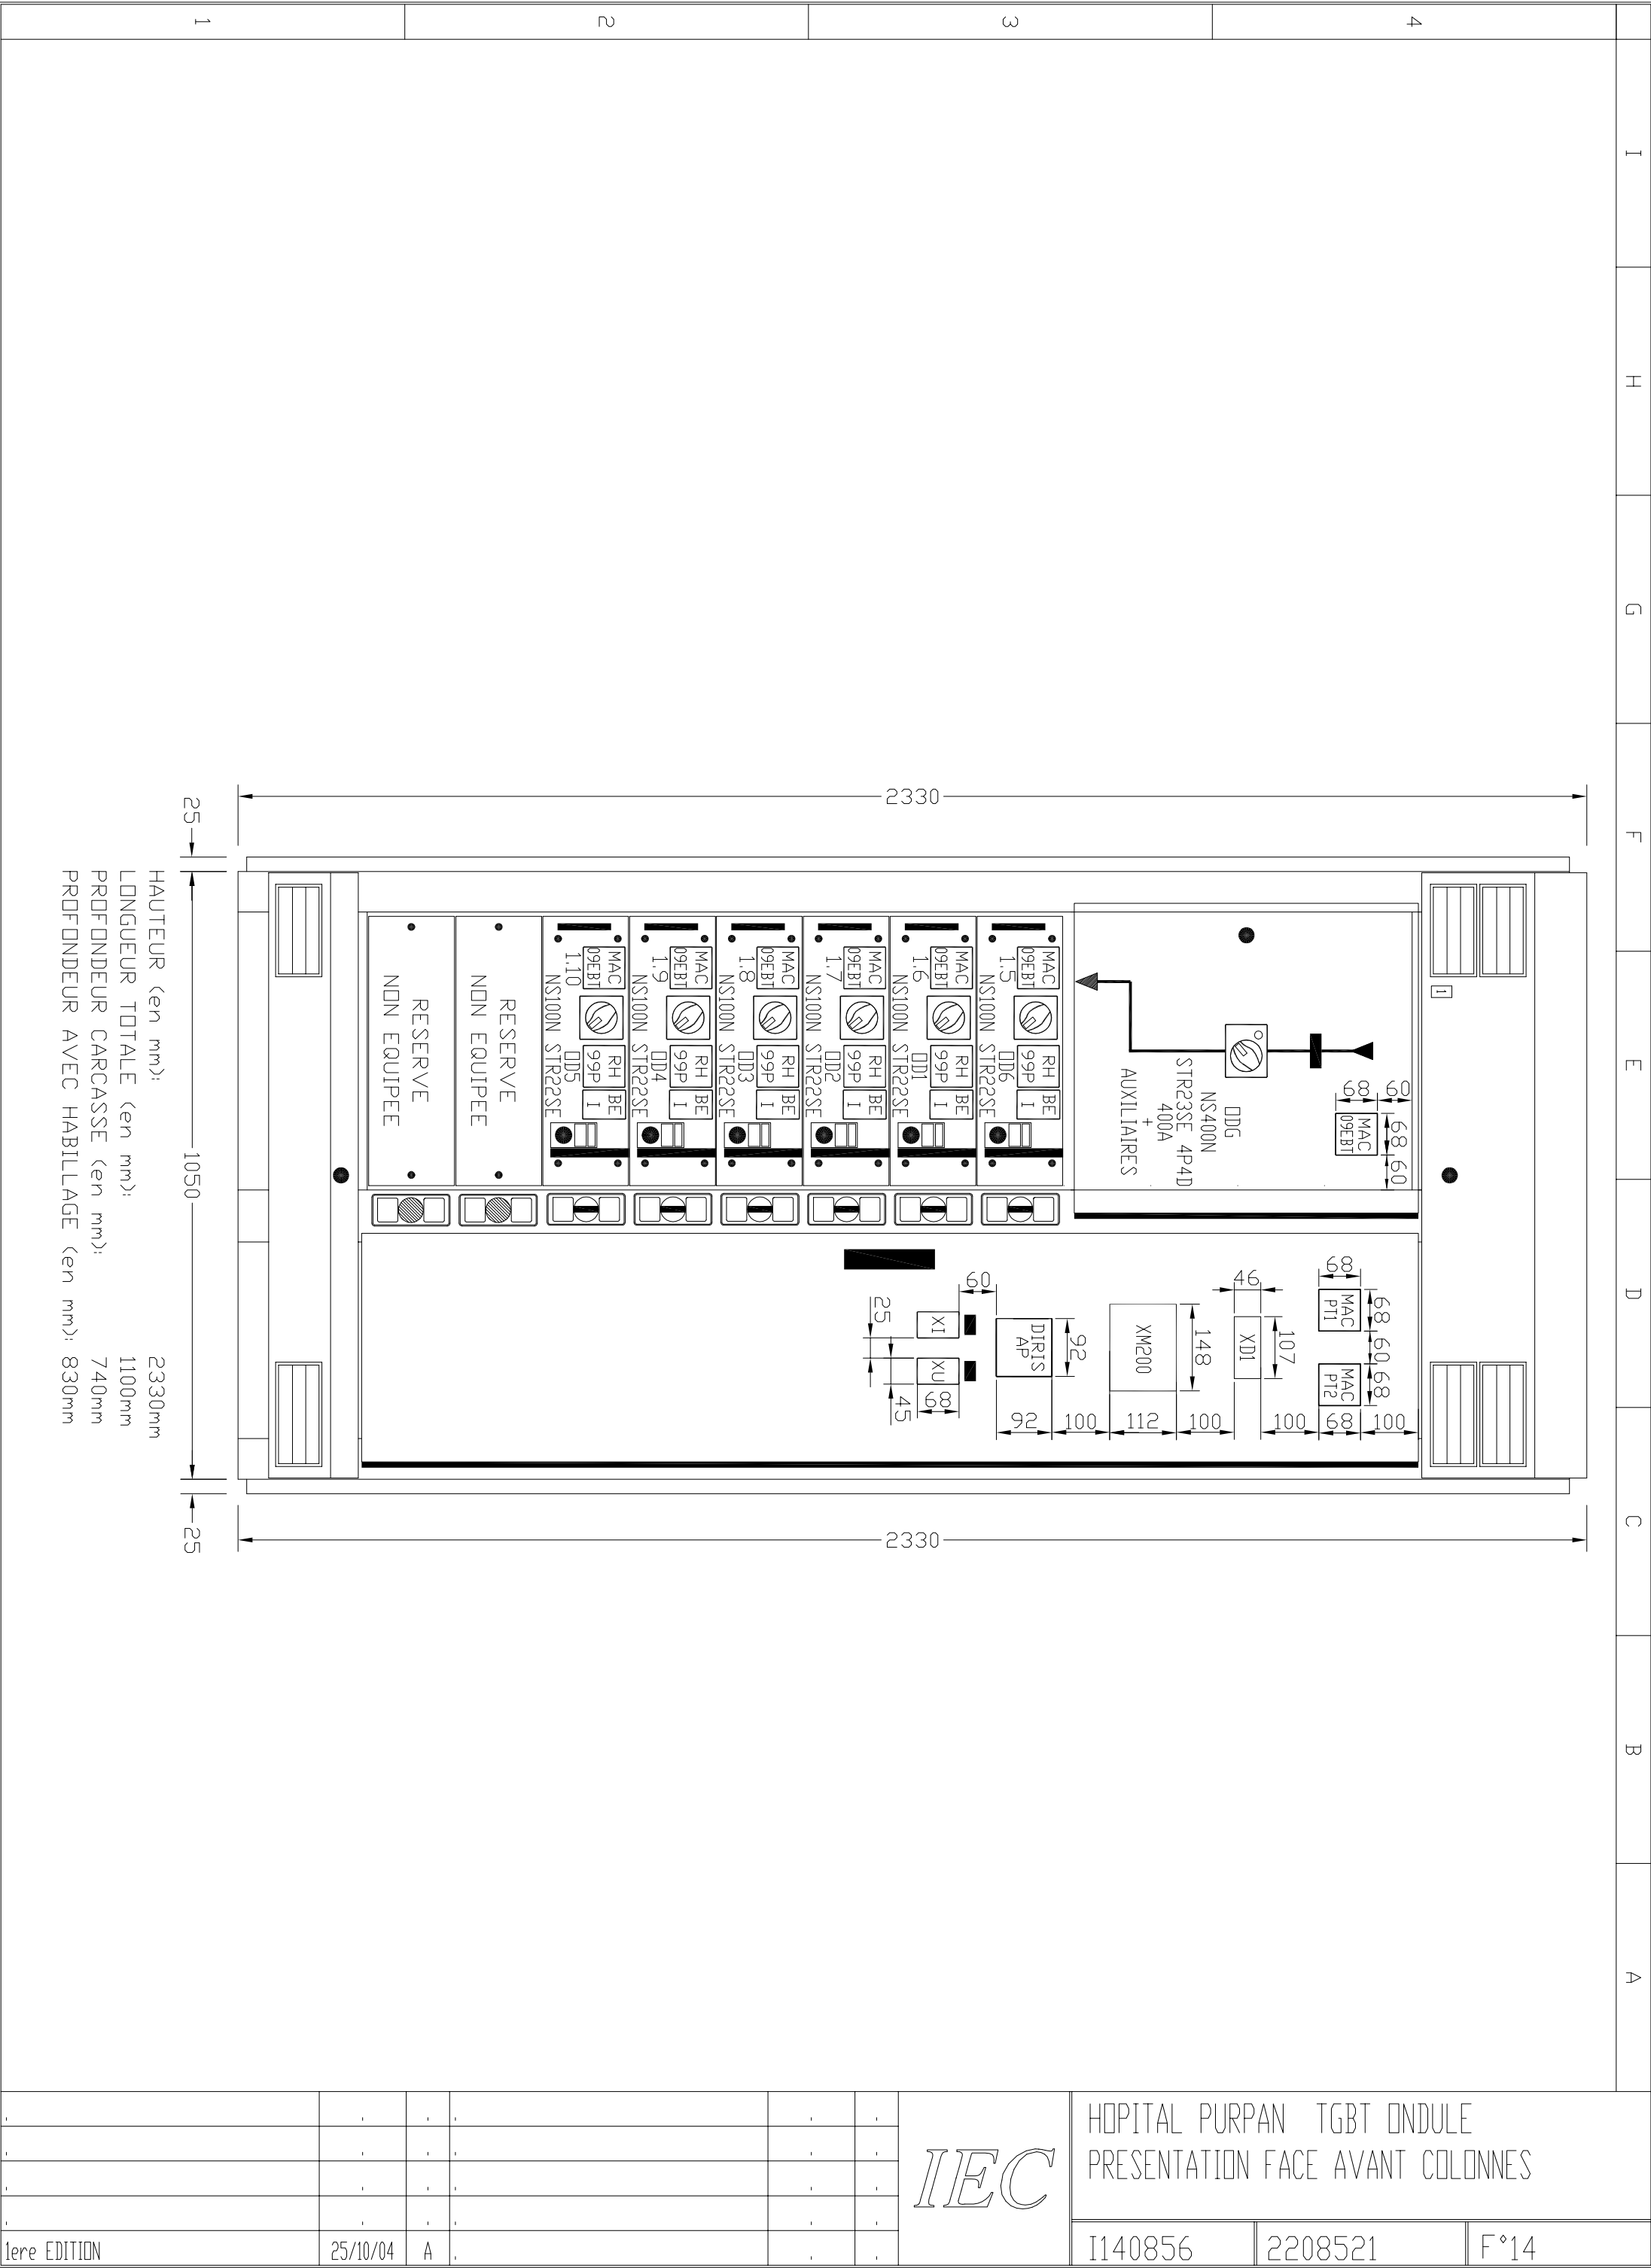 1
2
3
4
I
H
G
F
E
D
C
B
A
2330
25
1050
25
2330
HAUTEUR (en mm): 2330mm
LONGUEUR TOTALE (en mm): 1100mm
PROFONDEUR CARCASSE (en mm): 740mm
PROFONDEUR AVEC HABILLAGE (en mm): 830mm
1
60
68
68
60
MAC
09EBT
ODG
NS400N
STR23SE 4P4D
400A
+
AUXILIAIRES
MAC
09EBT
1.5
RH
99P
BE
I
OD6
NS100N STR22SE
MAC
09EBT
1.6
RH
99P
BE
I
OD1
NS100N STR22SE
MAC
09EBT
1.7
RH
99P
BE
I
OD2
NS100N STR22SE
MAC
09EBT
1.8
RH
99P
BE
I
OD3
NS100N STR22SE
MAC
09EBT
1.9
RH
99P
BE
I
OD4
NS100N STR22SE
MAC
09EBT
1.10
RH
99P
BE
I
OD5
NS100N STR22SE
RESERVE
NON EQUIPEE
RESERVE
NON EQUIPEE
68
68
60
68
MAC
PT1
MAC
PT2
100
68
100
46
107
XD1
100
148
XM200
112
100
92
DIRIS
AP
92
60
XI
XU
68
25
45
HOPITAL PURPAN TGBT ONDULE
PRESENTATION FACE AVANT COLONNES
IEC
I140856
2208521
F°14
1ere EDITION
25/10/04
A